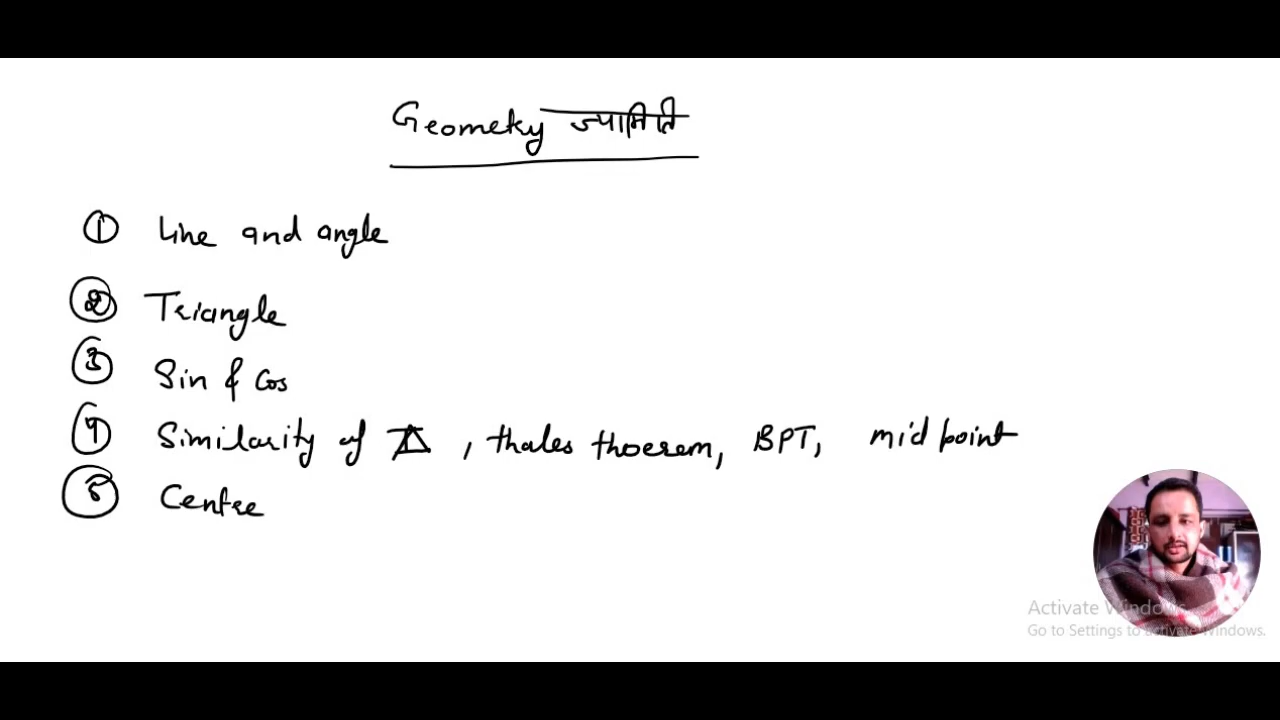 Geometry ज्यामिति
① Line and angle
② Triangle
③ Sin & Cos
④ Similarity of Δ, thales thoerem, BPT, mid point
⑤ Centre
Activate Windows
Go to Settings to activate Windows.